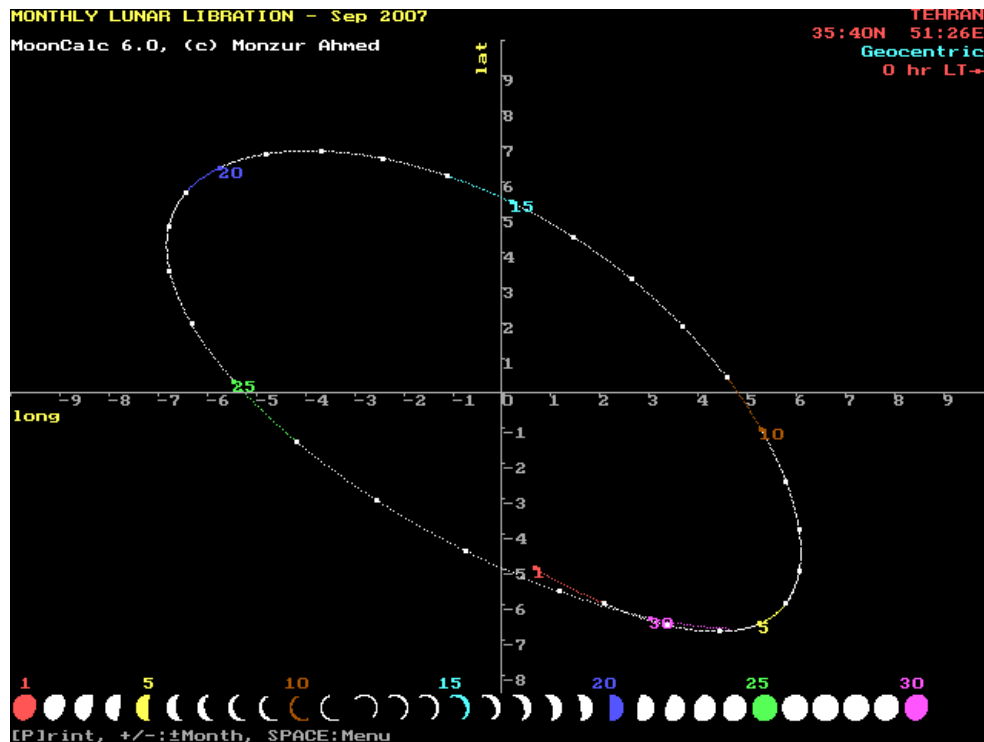 MONTHLY LUNAR LIBRATION - Sep 2007
TEHRAN
35:40N 51:26E
MoonCalc 6.0, (c) Monzur Ahmed
Geocentric
0 hr LT
lat
9
8
7
6
5
4
3
2
1
20
15
25
-9 -8 -7 -6 -5 -4 -3 -2 -1 0 1 2 3 4 5 6 7 8 9
long
10
-1
-2
-3
-4
-5
-6
-7
-8
1
30
5
1 5 10 15 20 25 30
[P]rint, +/-:±Month, SPACE:Menu